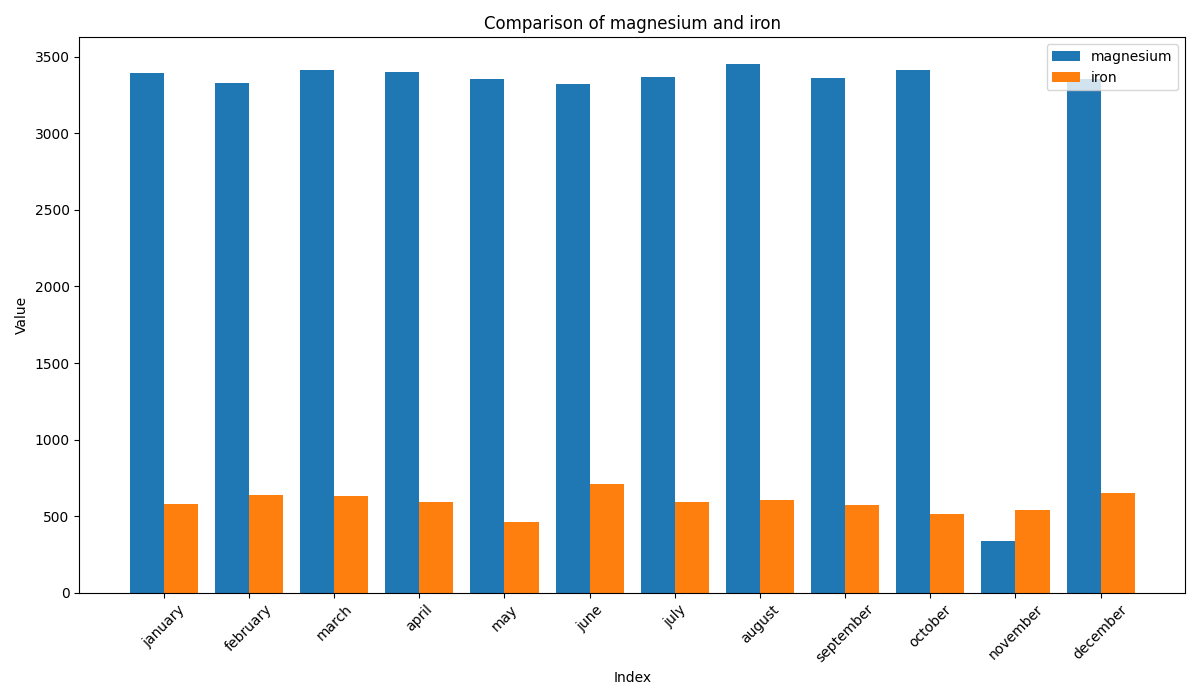 Comparison of magnesium and iron
magnesium
iron
Value
3500
3000
2500
2000
1500
1000
500
0
january
february
march
april
may
june
july
august
september
october
november
december
Index